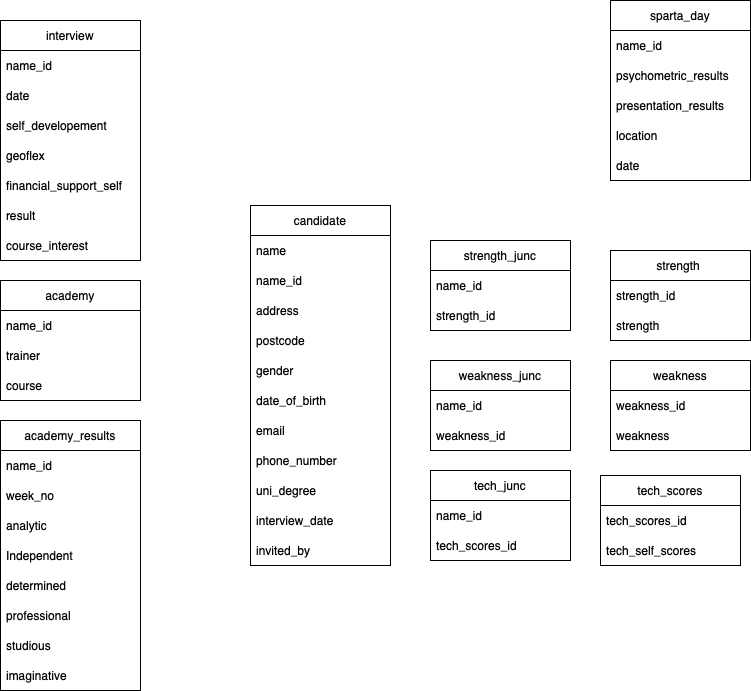 interview
name_id
date
self_developement
geoflex
financial_support_self
result
course_interest
academy
name_id
trainer
course
academy_results
name_id
week_no
analytic
Independent
determined
professional
studious
imaginative
candidate
name
name_id
address
postcode
gender
date_of_birth
email
phone_number
uni_degree
interview_date
invited_by
strength_junc
name_id
strength_id
weakness_junc
name_id
weakness_id
tech_junc
name_id
tech_scores_id
sparta_day
name_id
psychometric_results
presentation_results
location
date
strength
strength_id
strength
weakness
weakness_id
weakness
tech_scores
tech_scores_id
tech_self_scores